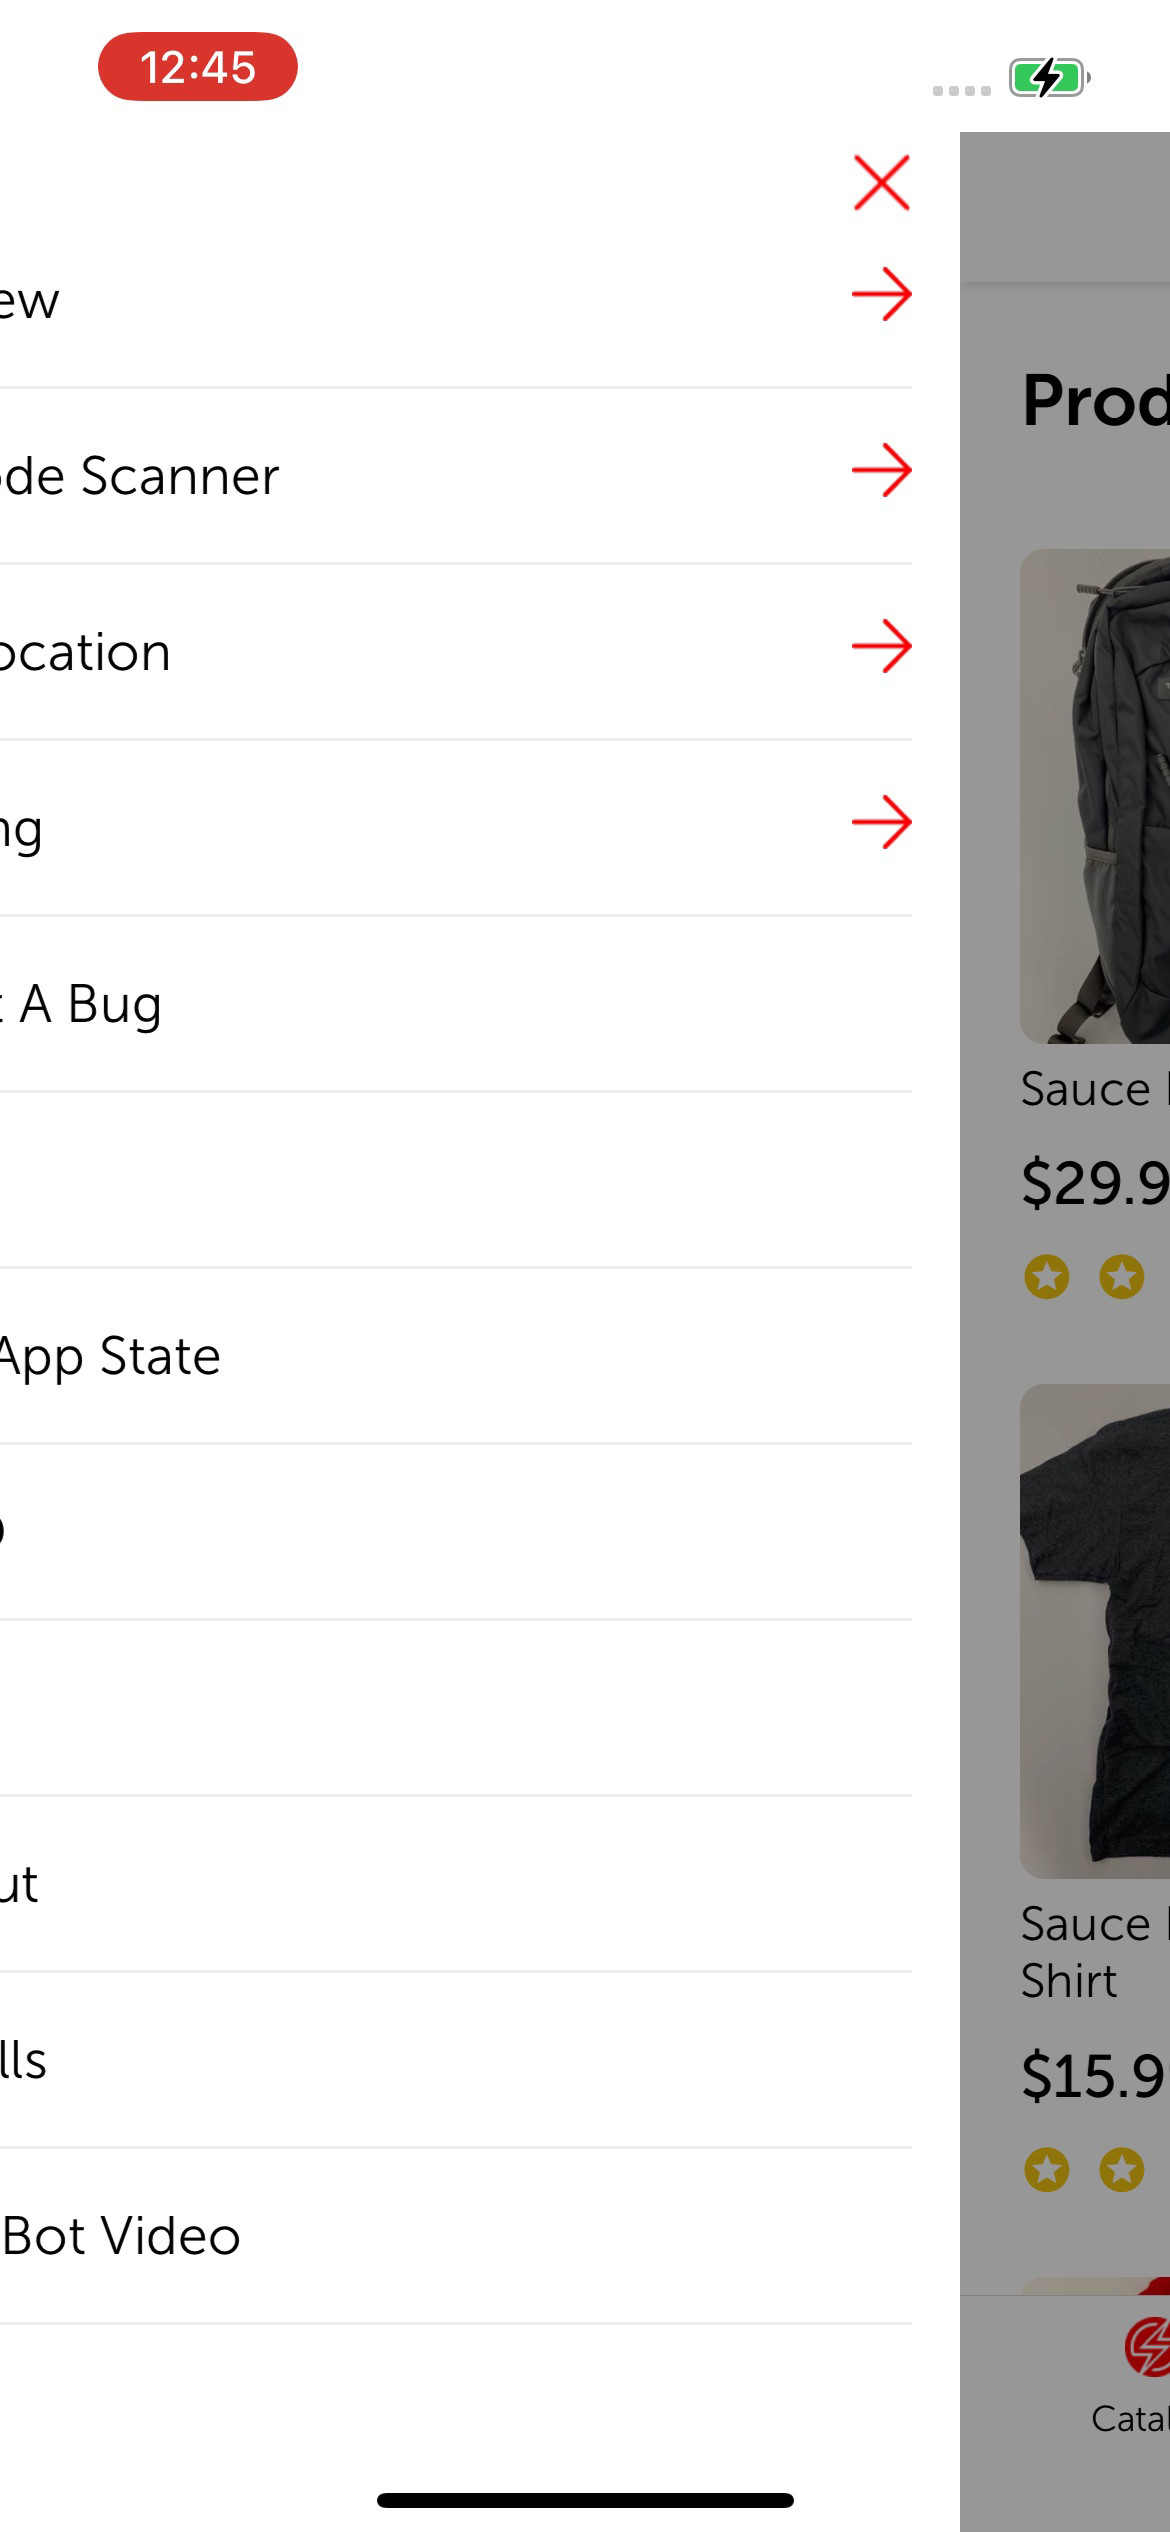 12:45
ew
ode Scanner
ocation
ng
t A Bug
App State
ut
lls
Bot Video
Prod
Sauce
$29.9
Sauce
Shirt
$15.9
Catal